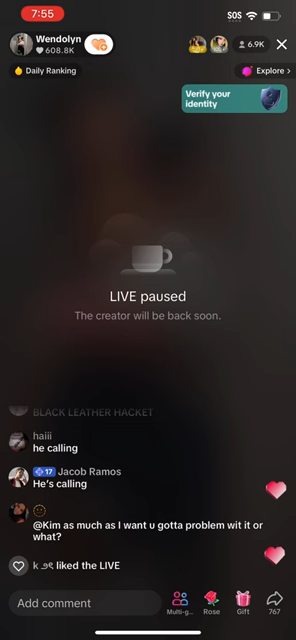 7:55
SOS
Wendolyn
608.8K
6.9K
Daily Ranking
Explore >
Verify your
identity
LIVE paused
The creator will be back soon.
BLACK LEATHER HACKET
haiii
he calling
17 Jacob Ramos
He's calling
@Kim as much as I want u gotta problem wit it or
what?
k ౨ৎ liked the LIVE
Add comment
Multi-g...
Rose
Gift
767